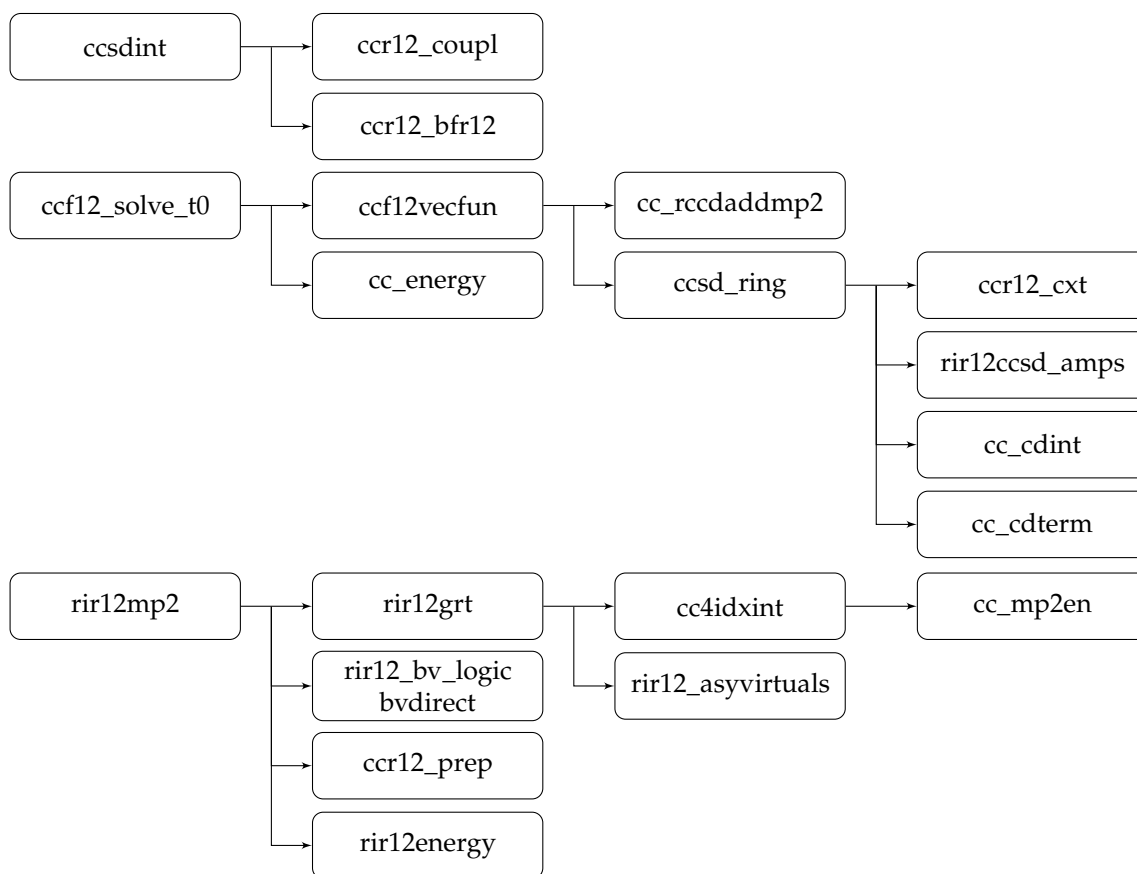 ccsdint
ccr12_coupl
ccr12_bfr12
ccf12_solve_t0
ccf12vecfun
cc_rccdaddmp2
cc_energy
ccsd_ring
ccr12_cxt
rir12ccsd_amps
cc_cdint
cc_cdterm
rir12mp2
rir12grt
cc4idxint
cc_mp2en
rir12_bv_logic
bvdirect
rir12_asyvirtuals
ccr12_prep
rir12energy